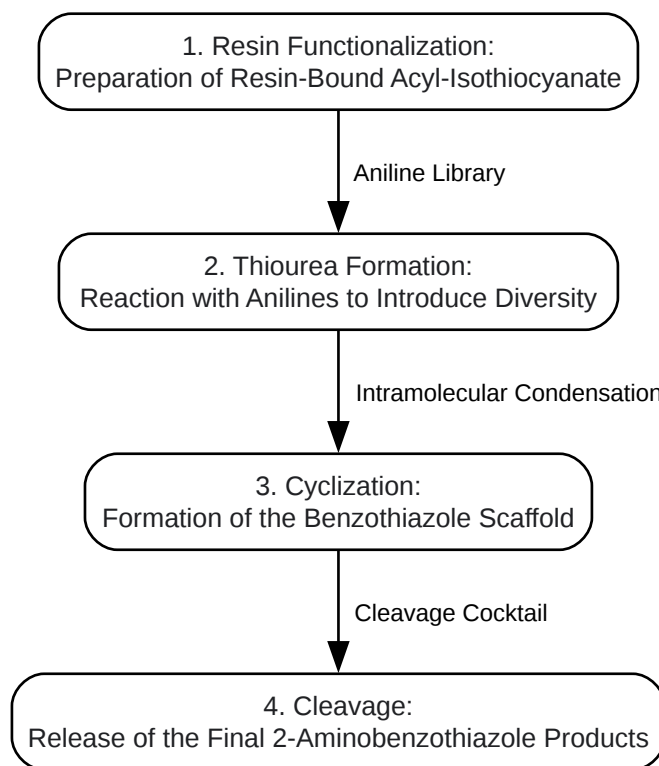 1. Resin Functionalization:
Preparation of Resin-Bound Acyl-Isothiocyanate
Aniline Library
2. Thiourea Formation:
Reaction with Anilines to Introduce Diversity
Intramolecular Condensation
3. Cyclization:
Formation of the Benzothiazole Scaffold
Cleavage Cocktail
4. Cleavage:
Release of the Final 2-Aminobenzothiazole Products